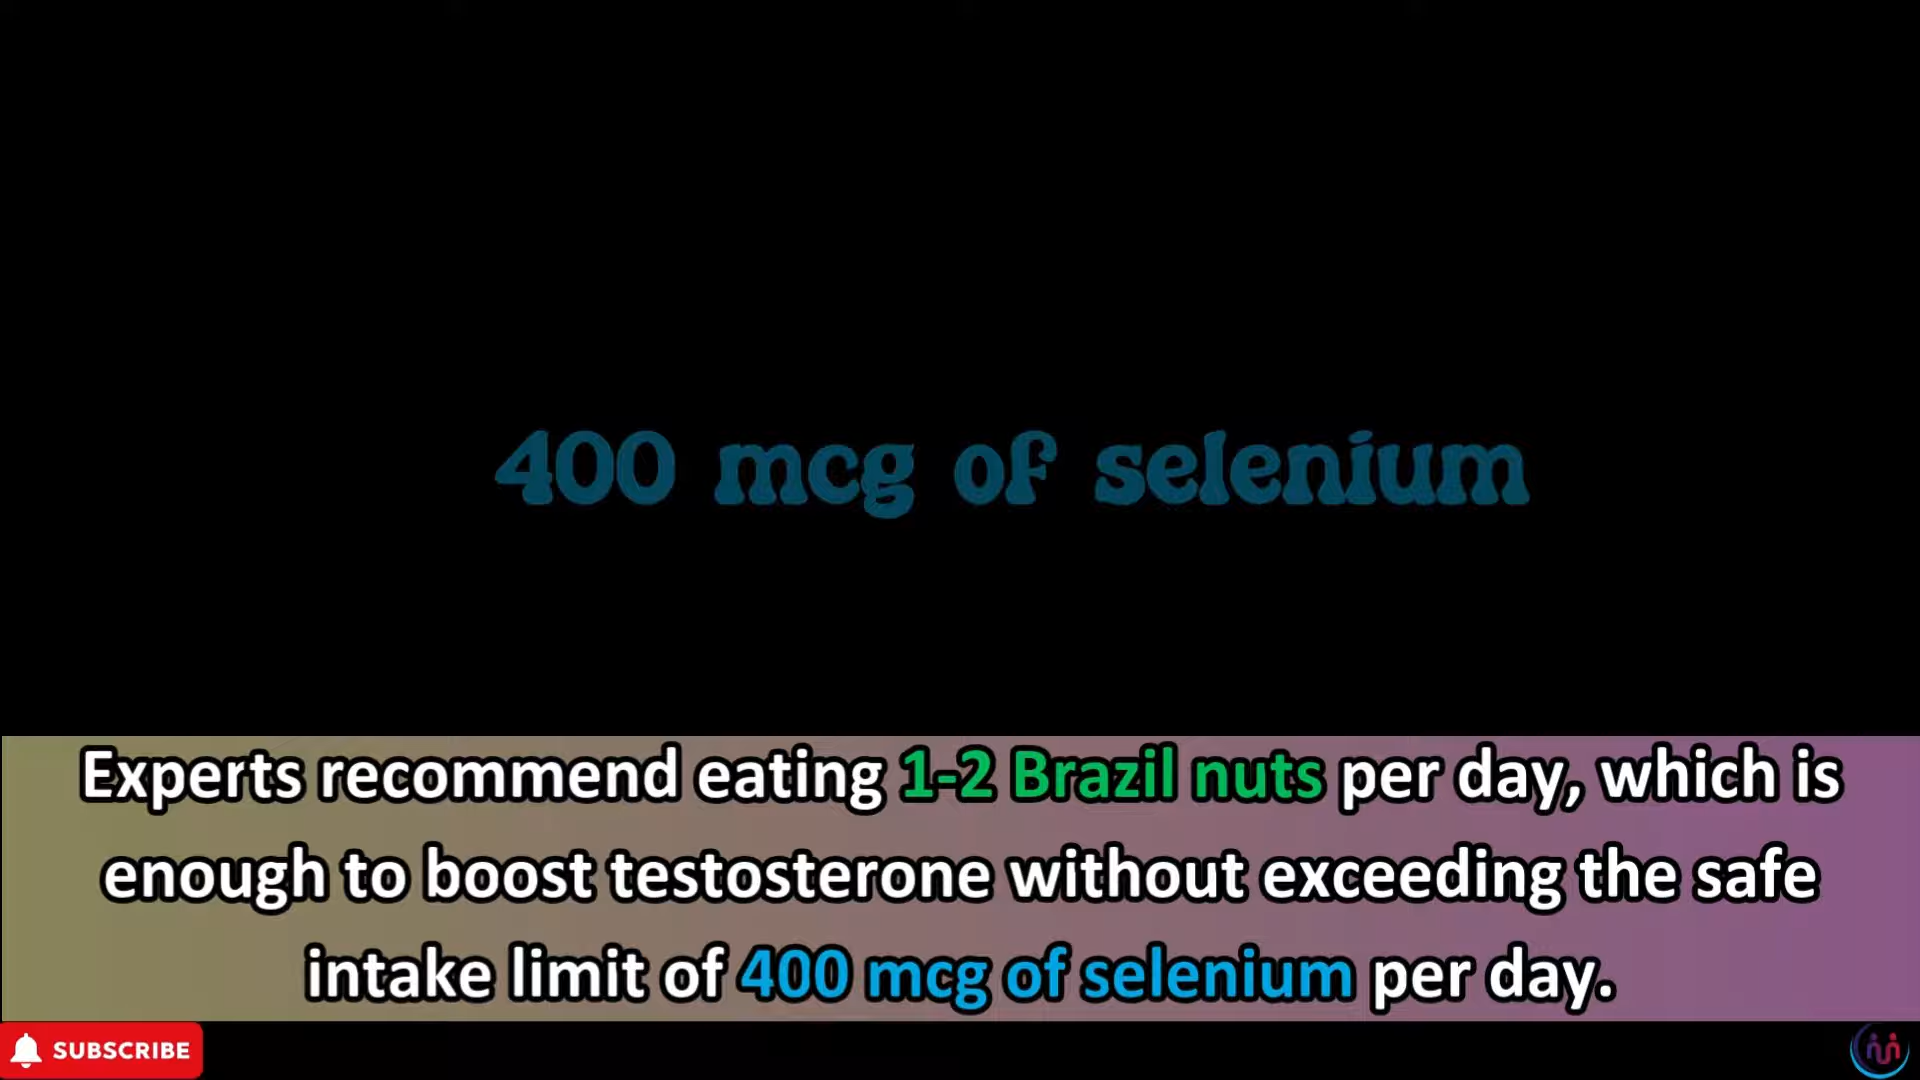 400 mcg of selenium
Experts recommend eating 1-2 Brazil nuts per day, which is
enough to boost testosterone without exceeding the safe
intake limit of 400 mcg of selenium per day.
SUBSCRIBE